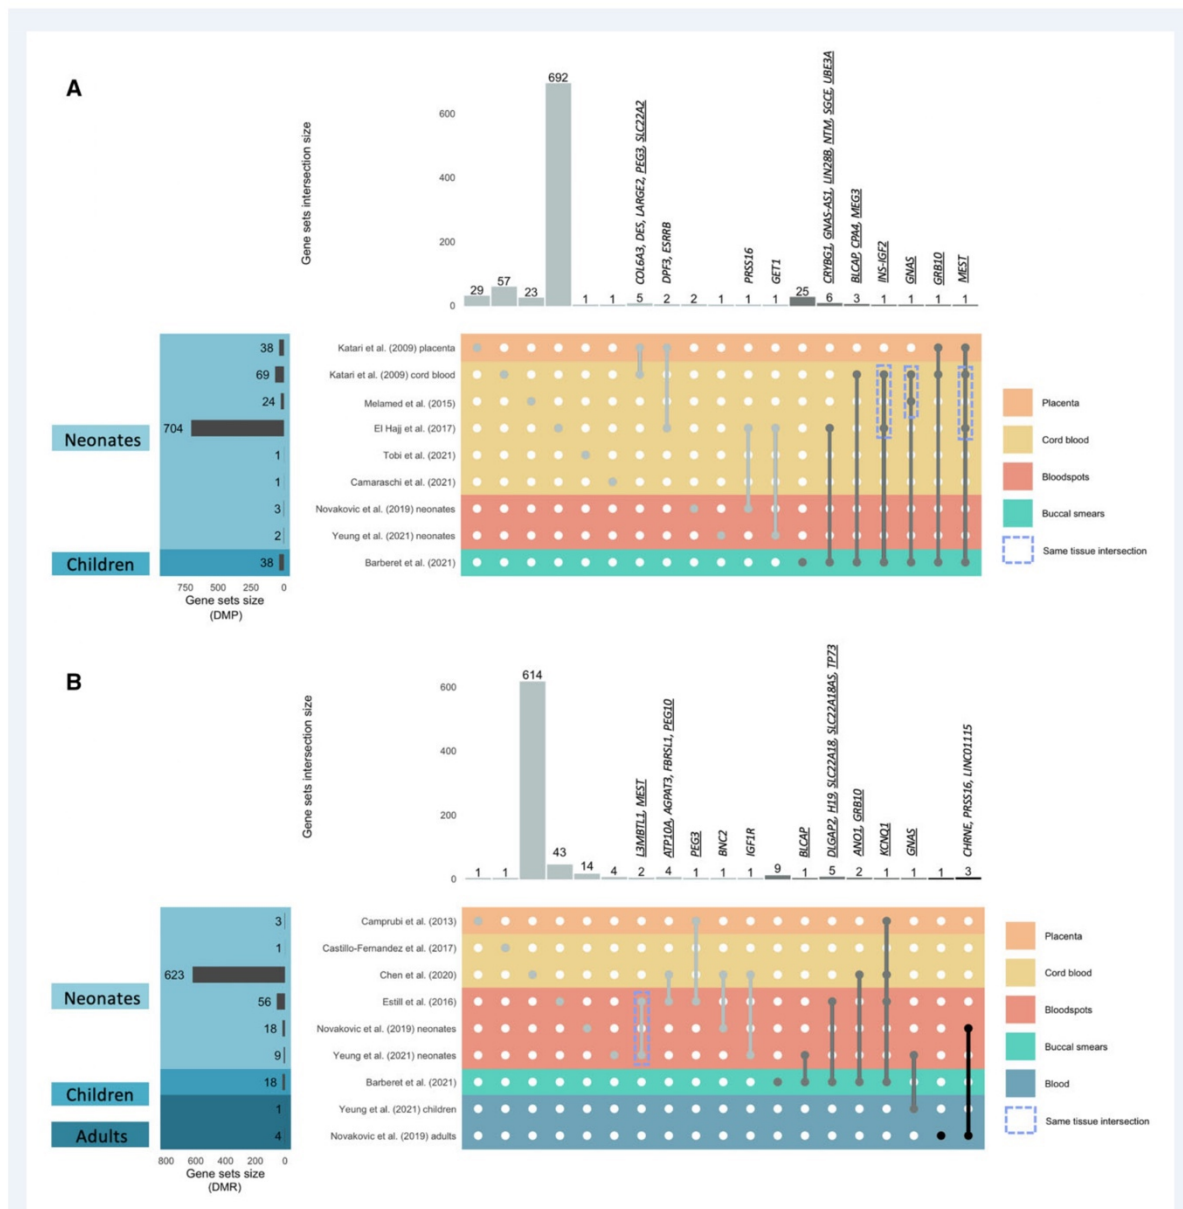 A
Gene sets intersection size
600
400
200
0
29
57
23
692
1
1
5
2
2
1
1
1
25
6
3
1
1
1
1
COL6A3, DES, LARGE2, PEG3, SLC22A2
DPF3, ESRRB
PRSS16
GET1
CRYBG1, GNAS-AS1, LIN28B, NTM, SGCE, UBE3A
BLCAP, CPA4, MEG3
INS-IGF2
GNAS
GRB10
MEST
Neonates
Children
38
69
24
704
1
1
3
2
38
750 500 250 0
Gene sets size
(DMP)
Katari et al. (2009) placenta
Katari et al. (2009) cord blood
Melamed et al. (2015)
El Hajj et al. (2017)
Tobi et al. (2021)
Camaraschi et al. (2021)
Novakovic et al. (2019) neonates
Yeung et al. (2021) neonates
Barberet et al. (2021)
Placenta
Cord blood
Bloodspots
Buccal smears
Same tissue intersection
B
Gene sets intersection size
600
400
200
0
1
1
614
43
14
4
2
4
1
1
1
9
1
5
2
1
1
1
3
L3MBTL1, MEST
ATP10A, AGPAT3, FBRSL1, PEG10
PEG3
BNC2
IGF1R
BLCAP
DLGAP2, H19, SLC22A18, SLC22A18AS, TP73
ANO1, GRB10
KCNQ1
GNAS
CHRNE, PRSS16, LINC01115
Neonates
Children
Adults
3
1
623
56
18
9
18
1
4
800 600 400 200 0
Gene sets size
(DMR)
Camprubi et al. (2013)
Castillo-Fernandez et al. (2017)
Chen et al. (2020)
Estill et al. (2016)
Novakovic et al. (2019) neonates
Yeung et al. (2021) neonates
Barberet et al. (2021)
Yeung et al. (2021) children
Novakovic et al. (2019) adults
Placenta
Cord blood
Bloodspots
Buccal smears
Blood
Same tissue intersection